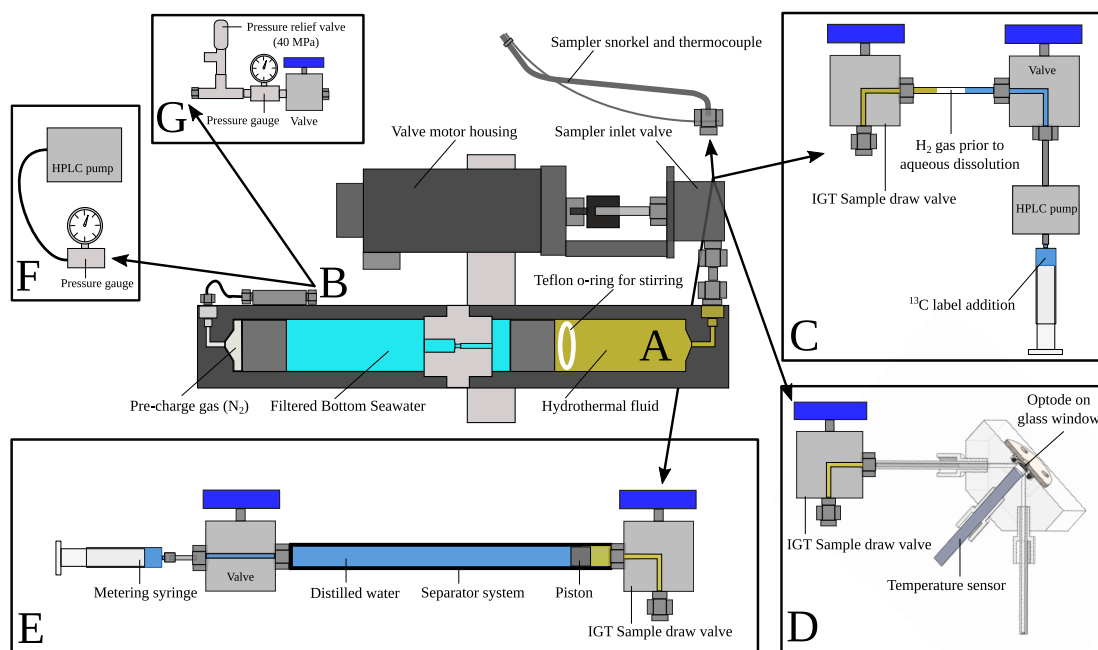 Pressure relief valve
(40 MPa)
Pressure gauge
Valve
G
HPLC pump
Pressure gauge
F
B
Sampler snorkel and thermocouple
Valve motor housing
Sampler inlet valve
Teflon o-ring for stirring
A
Pre-charge gas (N₂)
Filtered Bottom Seawater
Hydrothermal fluid
Valve
H₂ gas prior to
aqueous dissolution
IGT Sample draw valve
HPLC pump
¹³C label addition
C
Optode on
glass window
IGT Sample draw valve
Temperature sensor
D
Valve
Metering syringe
Distilled water
Separator system
Piston
IGT Sample draw valve
E